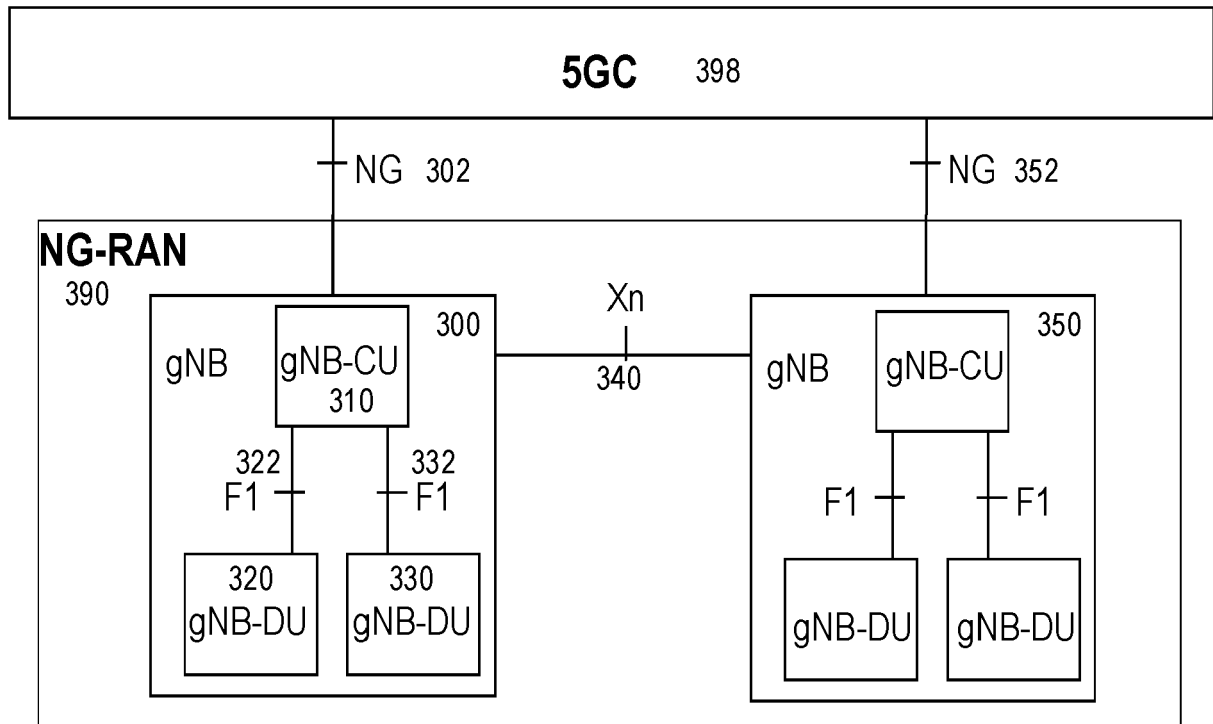 5GC 398
NG 302
NG 352
NG-RAN
390
Xn
340
300
gNB
gNB-CU
310
322
332
F1
F1
320
gNB-DU
330
gNB-DU
350
gNB
gNB-CU
F1
F1
gNB-DU
gNB-DU